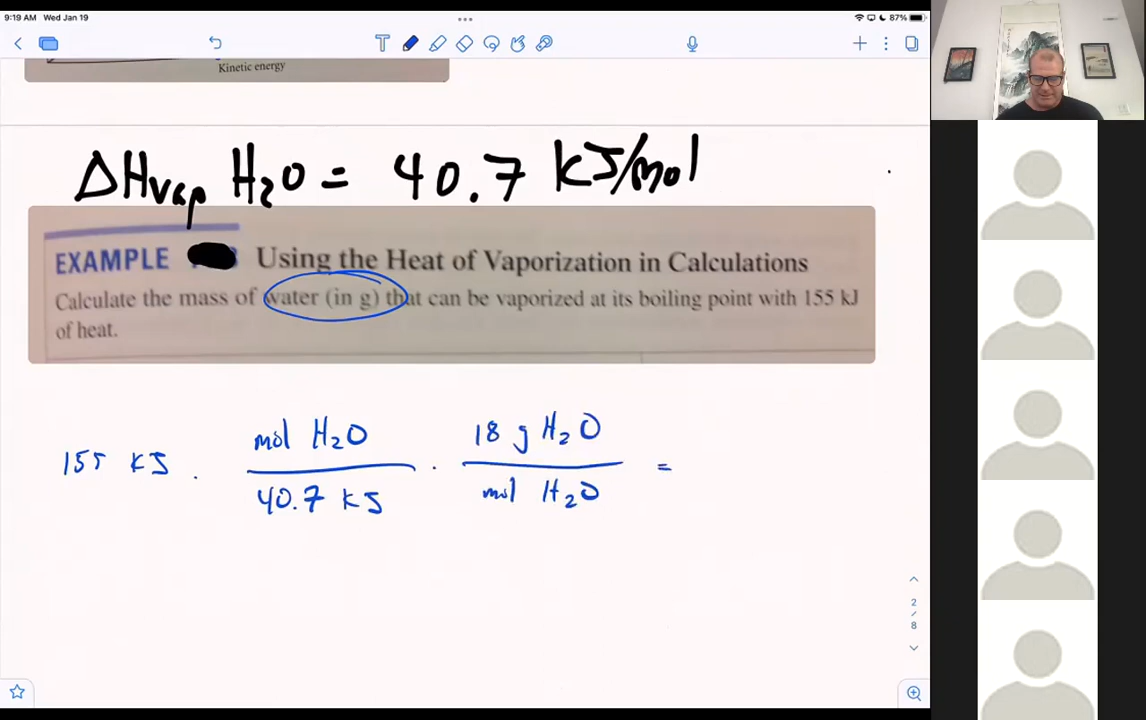 9:19 AM Wed Jan 19
87%
Kinetic energy
ΔHvap H₂O = 40.7 kJ/mol
EXAMPLE Using the Heat of Vaporization in Calculations
Calculate the mass of water (in g) that can be vaporized at its boiling point with 155 kJ
of heat.
155 kJ · mol H₂O / 40.7 kJ · 18 g H₂O / mol H₂O =
2
/
8